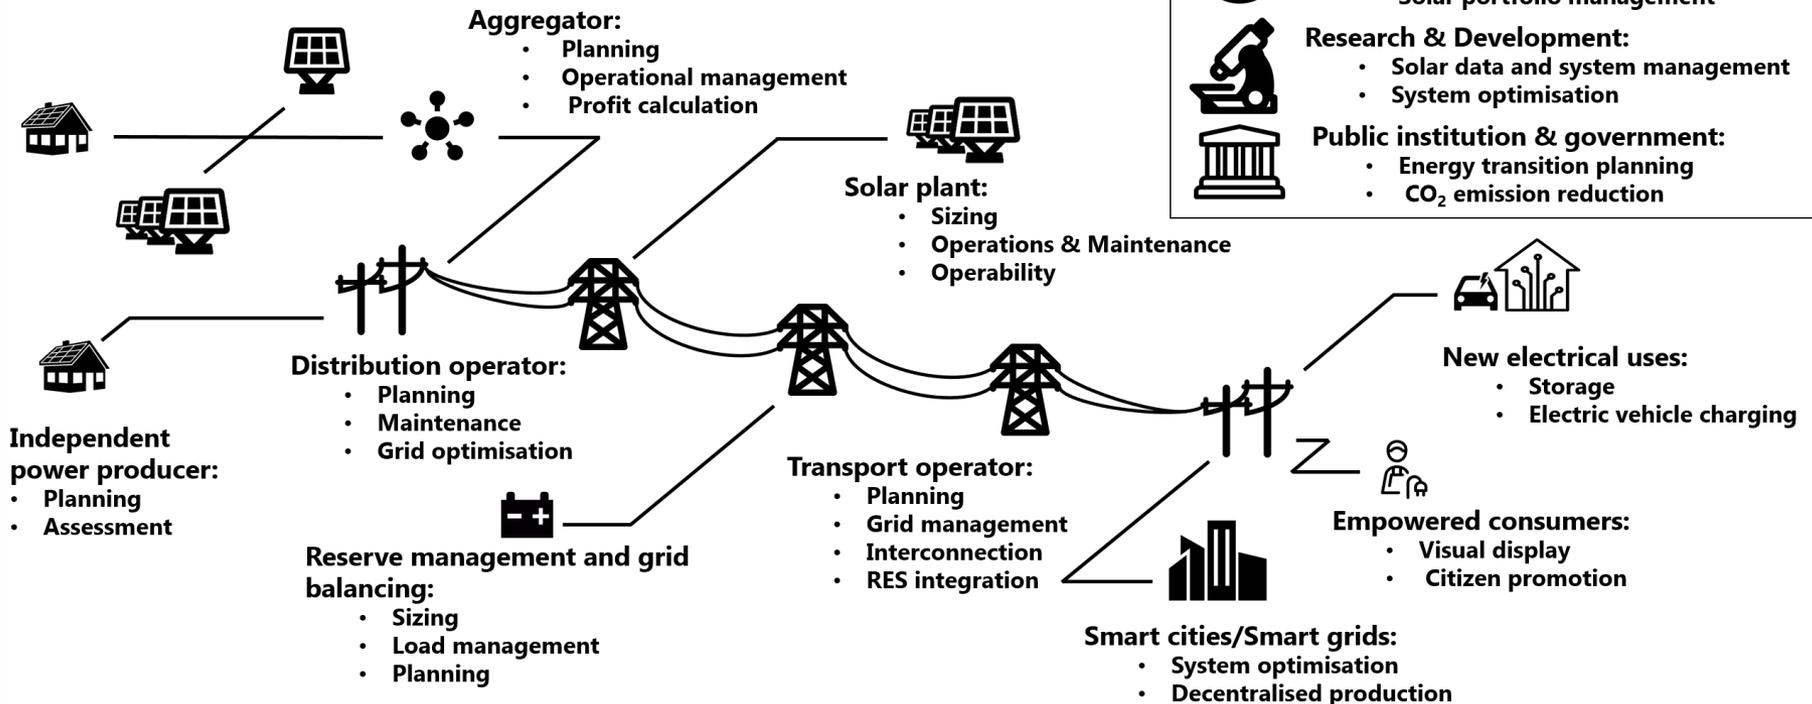 Aggregator:
• Planning
• Operational management
• Profit calculation
Solar portfolio management
Research & Development:
• Solar data and system management
• System optimisation
Public institution & government:
• Energy transition planning
• CO₂ emission reduction
Solar plant:
• Sizing
• Operations & Maintenance
• Operability
Distribution operator:
• Planning
• Maintenance
• Grid optimisation
Independent
power producer:
• Planning
• Assessment
New electrical uses:
• Storage
• Electric vehicle charging
Transport operator:
• Planning
• Grid management
• Interconnection
• RES integration
Empowered consumers:
• Visual display
• Citizen promotion
Reserve management and grid
balancing:
• Sizing
• Load management
• Planning
Smart cities/Smart grids:
• System optimisation
• Decentralised production